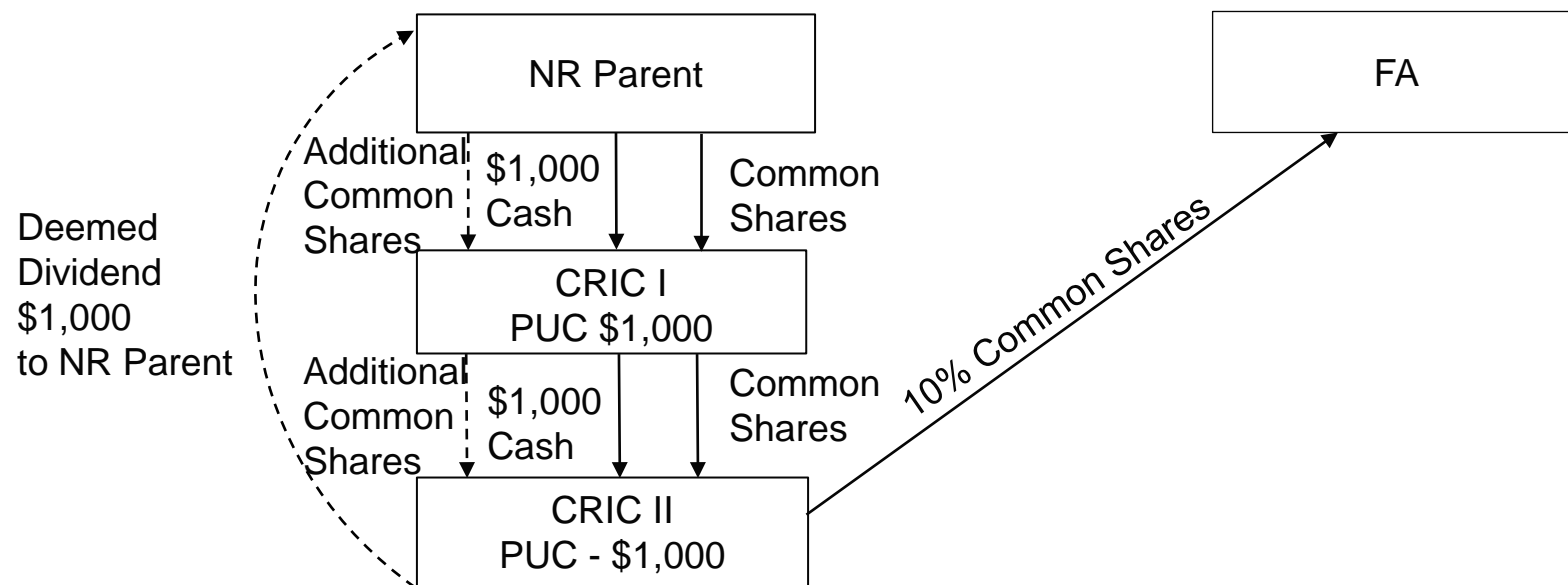 NR Parent
FA
Additional
Common
Shares
$1,000
Cash
Common
Shares
Deemed
Dividend
$1,000
to NR Parent
CRIC I
PUC $1,000
10% Common Shares
Additional
Common
Shares
$1,000
Cash
Common
Shares
CRIC II
PUC - $1,000